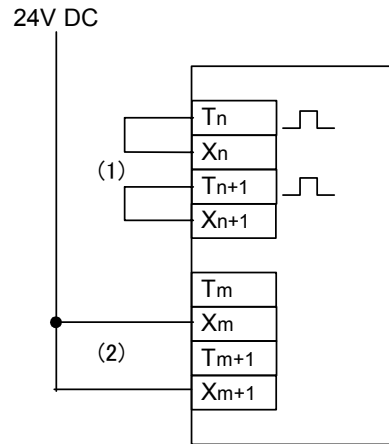 24V DC
Tn
Xn
(1)
Tn+1
Xn+1
Tm
Xm
(2)
Tm+1
Xm+1